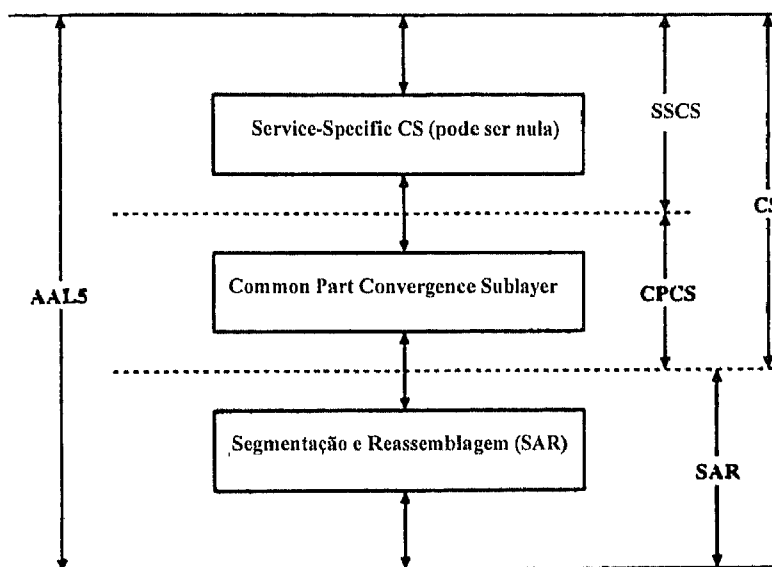 Service-Specific CS (pode ser nula)
SSCS
CS
Common Part Convergence Sublayer
CPCS
AAL5
Segmentação e Reassemblagem (SAR)
SAR